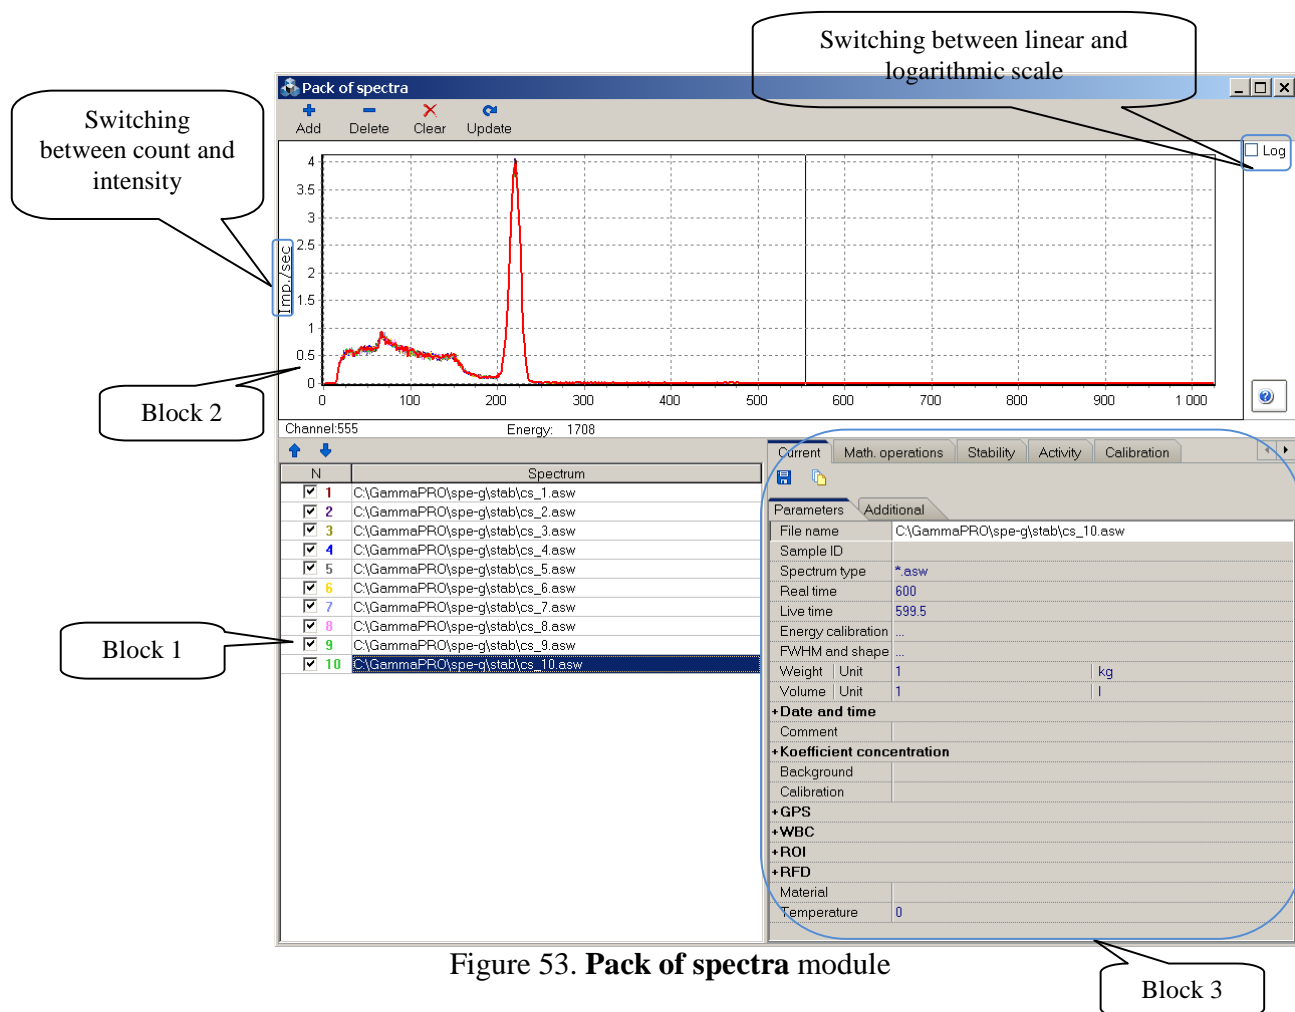 Switching between linear and
logarithmic scale
Pack of spectra
Switching
between count and
intensity
Add Delete Clear Update
Log
4
3.5
3
2.5
2
1.5
1
0.5
0
Imp./sec
0 100 200 300 400 500 600 700 800 900 1 000
Block 2
Channel:555 Energy: 1708
Current Math. operations Stability Activity Calibration
N Spectrum
1 C:\GammaPRO\spe-g\stab\cs_1.asw
2 C:\GammaPRO\spe-g\stab\cs_2.asw
3 C:\GammaPRO\spe-g\stab\cs_3.asw
4 C:\GammaPRO\spe-g\stab\cs_4.asw
5 C:\GammaPRO\spe-g\stab\cs_5.asw
6 C:\GammaPRO\spe-g\stab\cs_6.asw
7 C:\GammaPRO\spe-g\stab\cs_7.asw
8 C:\GammaPRO\spe-g\stab\cs_8.asw
9 C:\GammaPRO\spe-g\stab\cs_9.asw
10 C:\GammaPRO\spe-g\stab\cs_10.asw
Block 1
Parameters Additional
File name C:\GammaPRO\spe-g\stab\cs_10.asw
Sample ID
Spectrum type *.asw
Real time 600
Live time 599.5
Energy calibration ...
FWHM and shape ...
Weight Unit 1 kg
Volume Unit 1 l
+Date and time
Comment
+Koefficient concentration
Background
Calibration
+GPS
+WBC
+ROI
+RFD
Material
Temperature 0
Figure 53. Pack of spectra module
Block 3